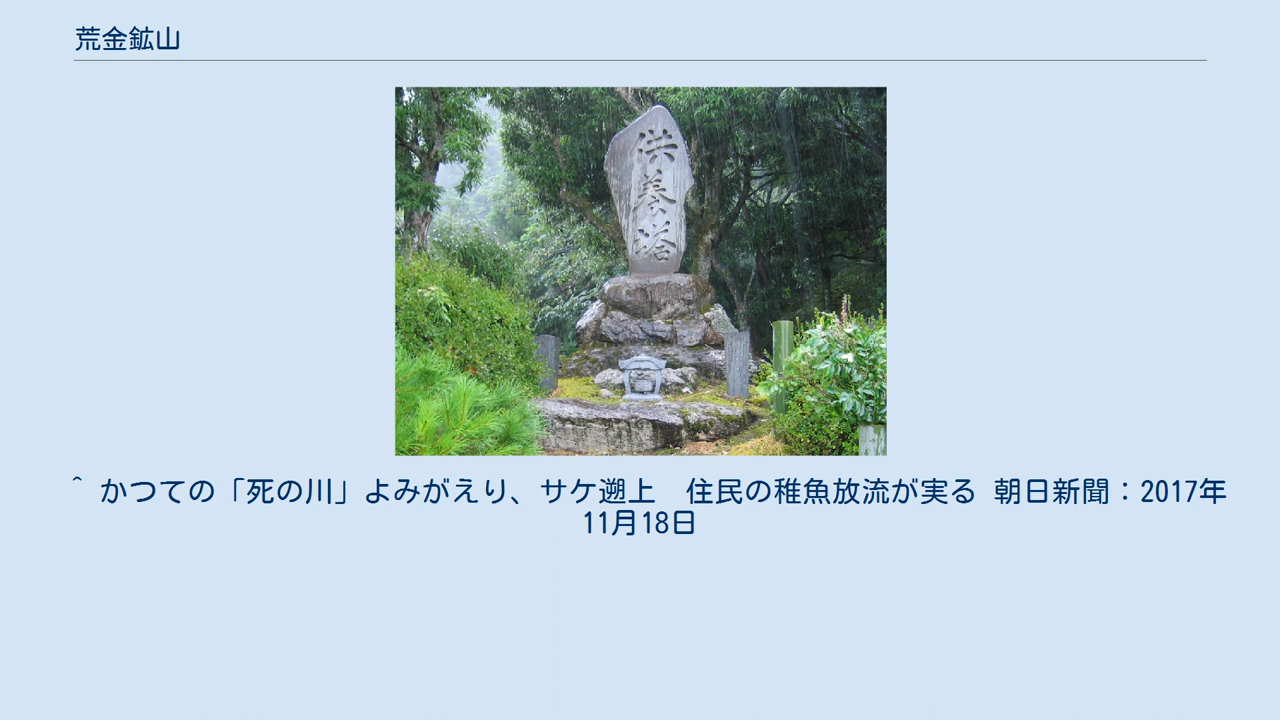 荒金鉱山
供養塔
^ かつての「死の川」よみがえり、サケ遡上　住民の稚魚放流が実る 朝日新聞：2017年
11月18日